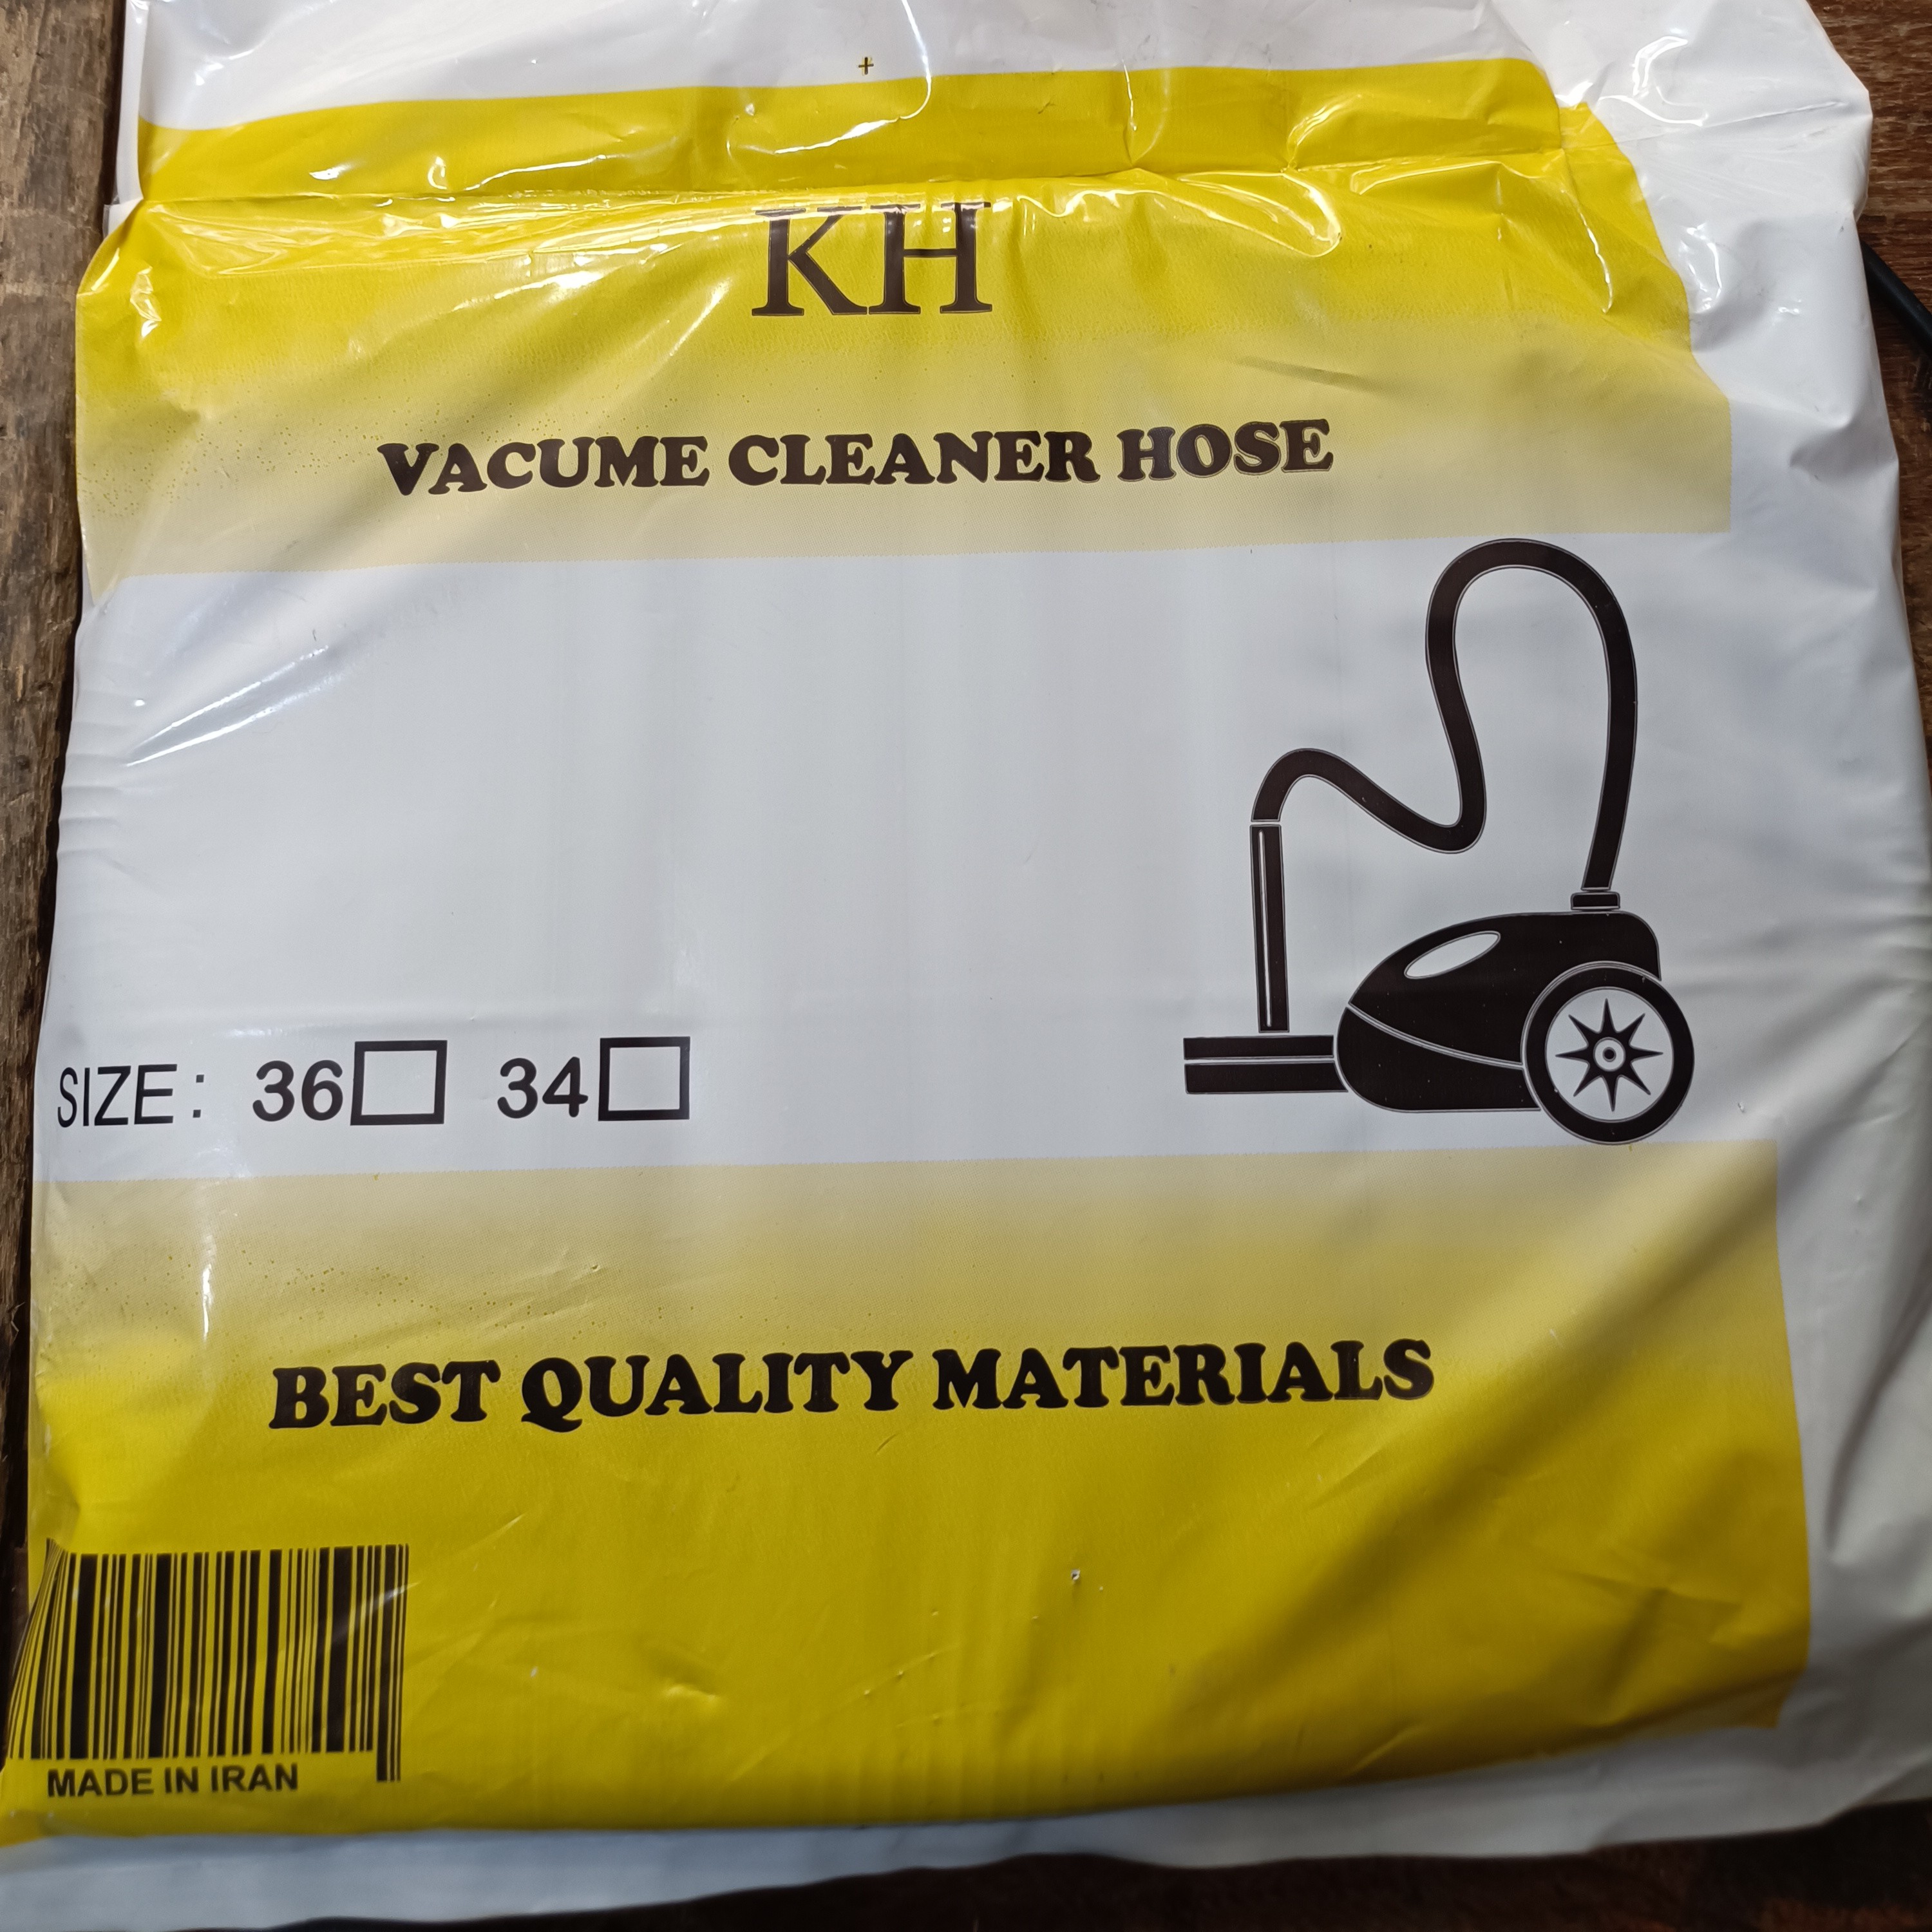 KH
VACUME CLEANER HOSE
SIZE: 36 34
BEST QUALITY MATERIALS
MADE IN IRAN